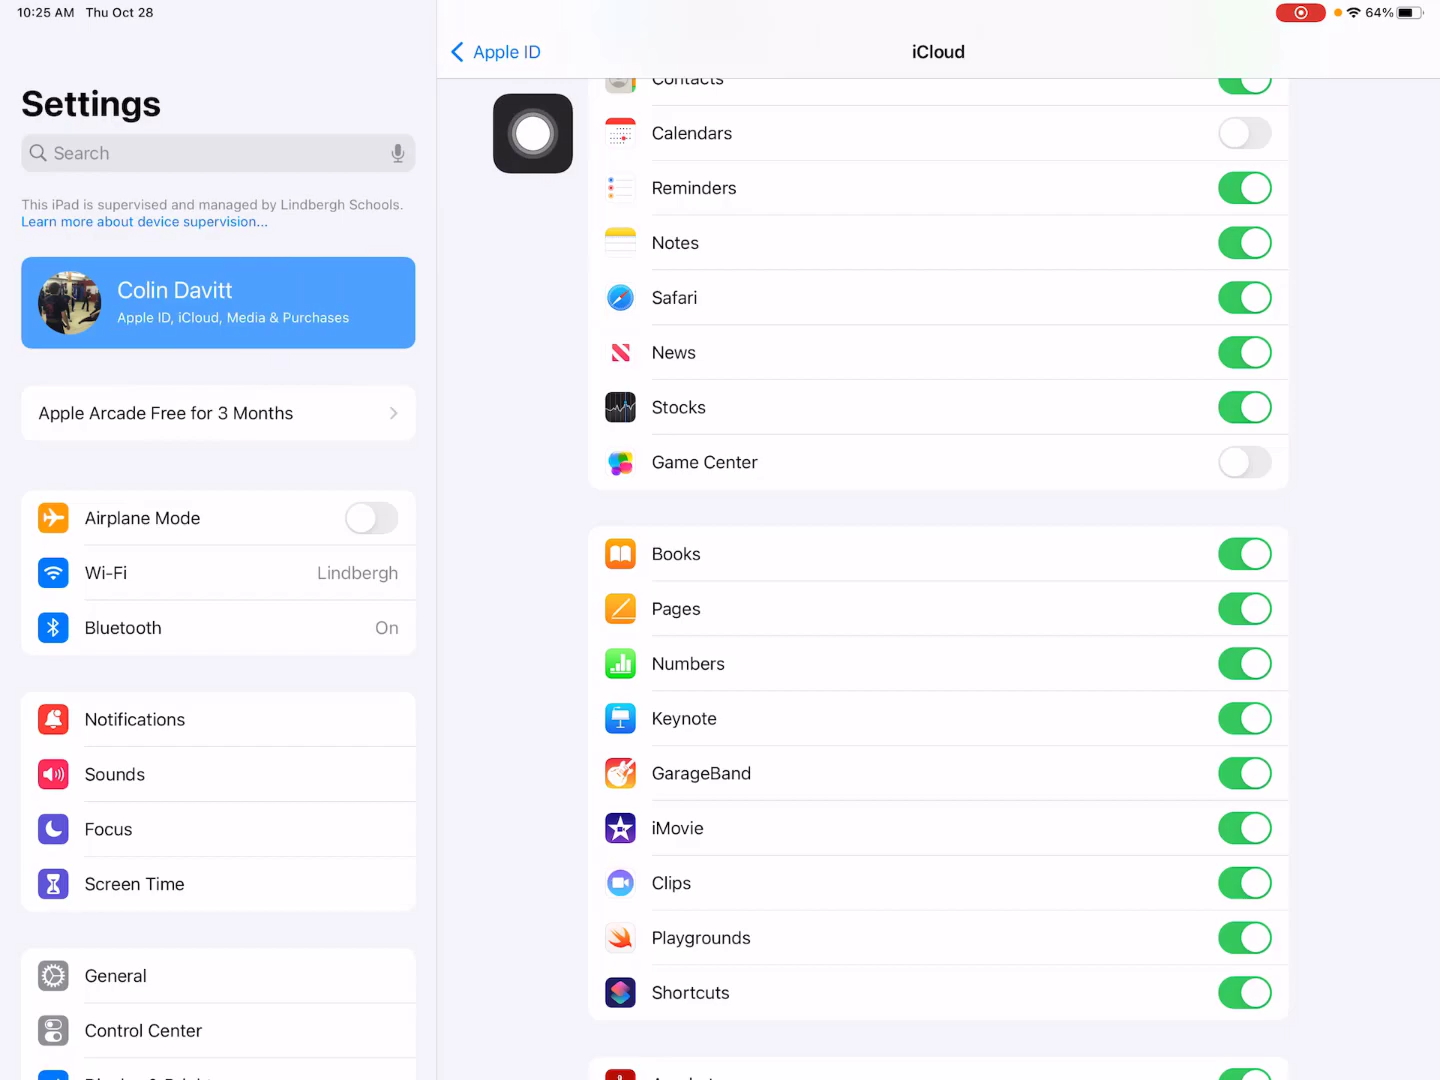 10:25 AM Thu Oct 28
64%
Settings
Search
This iPad is supervised and managed by Lindbergh Schools.
Learn more about device supervision...
Colin Davitt
Apple ID, iCloud, Media & Purchases
Apple Arcade Free for 3 Months
Airplane Mode
Wi-Fi Lindbergh
Bluetooth On
Notifications
Sounds
Focus
Screen Time
General
Control Center
Apple ID
iCloud
Contacts
Calendars
Reminders
Notes
Safari
News
Stocks
Game Center
Books
Pages
Numbers
Keynote
GarageBand
iMovie
Clips
Playgrounds
Shortcuts